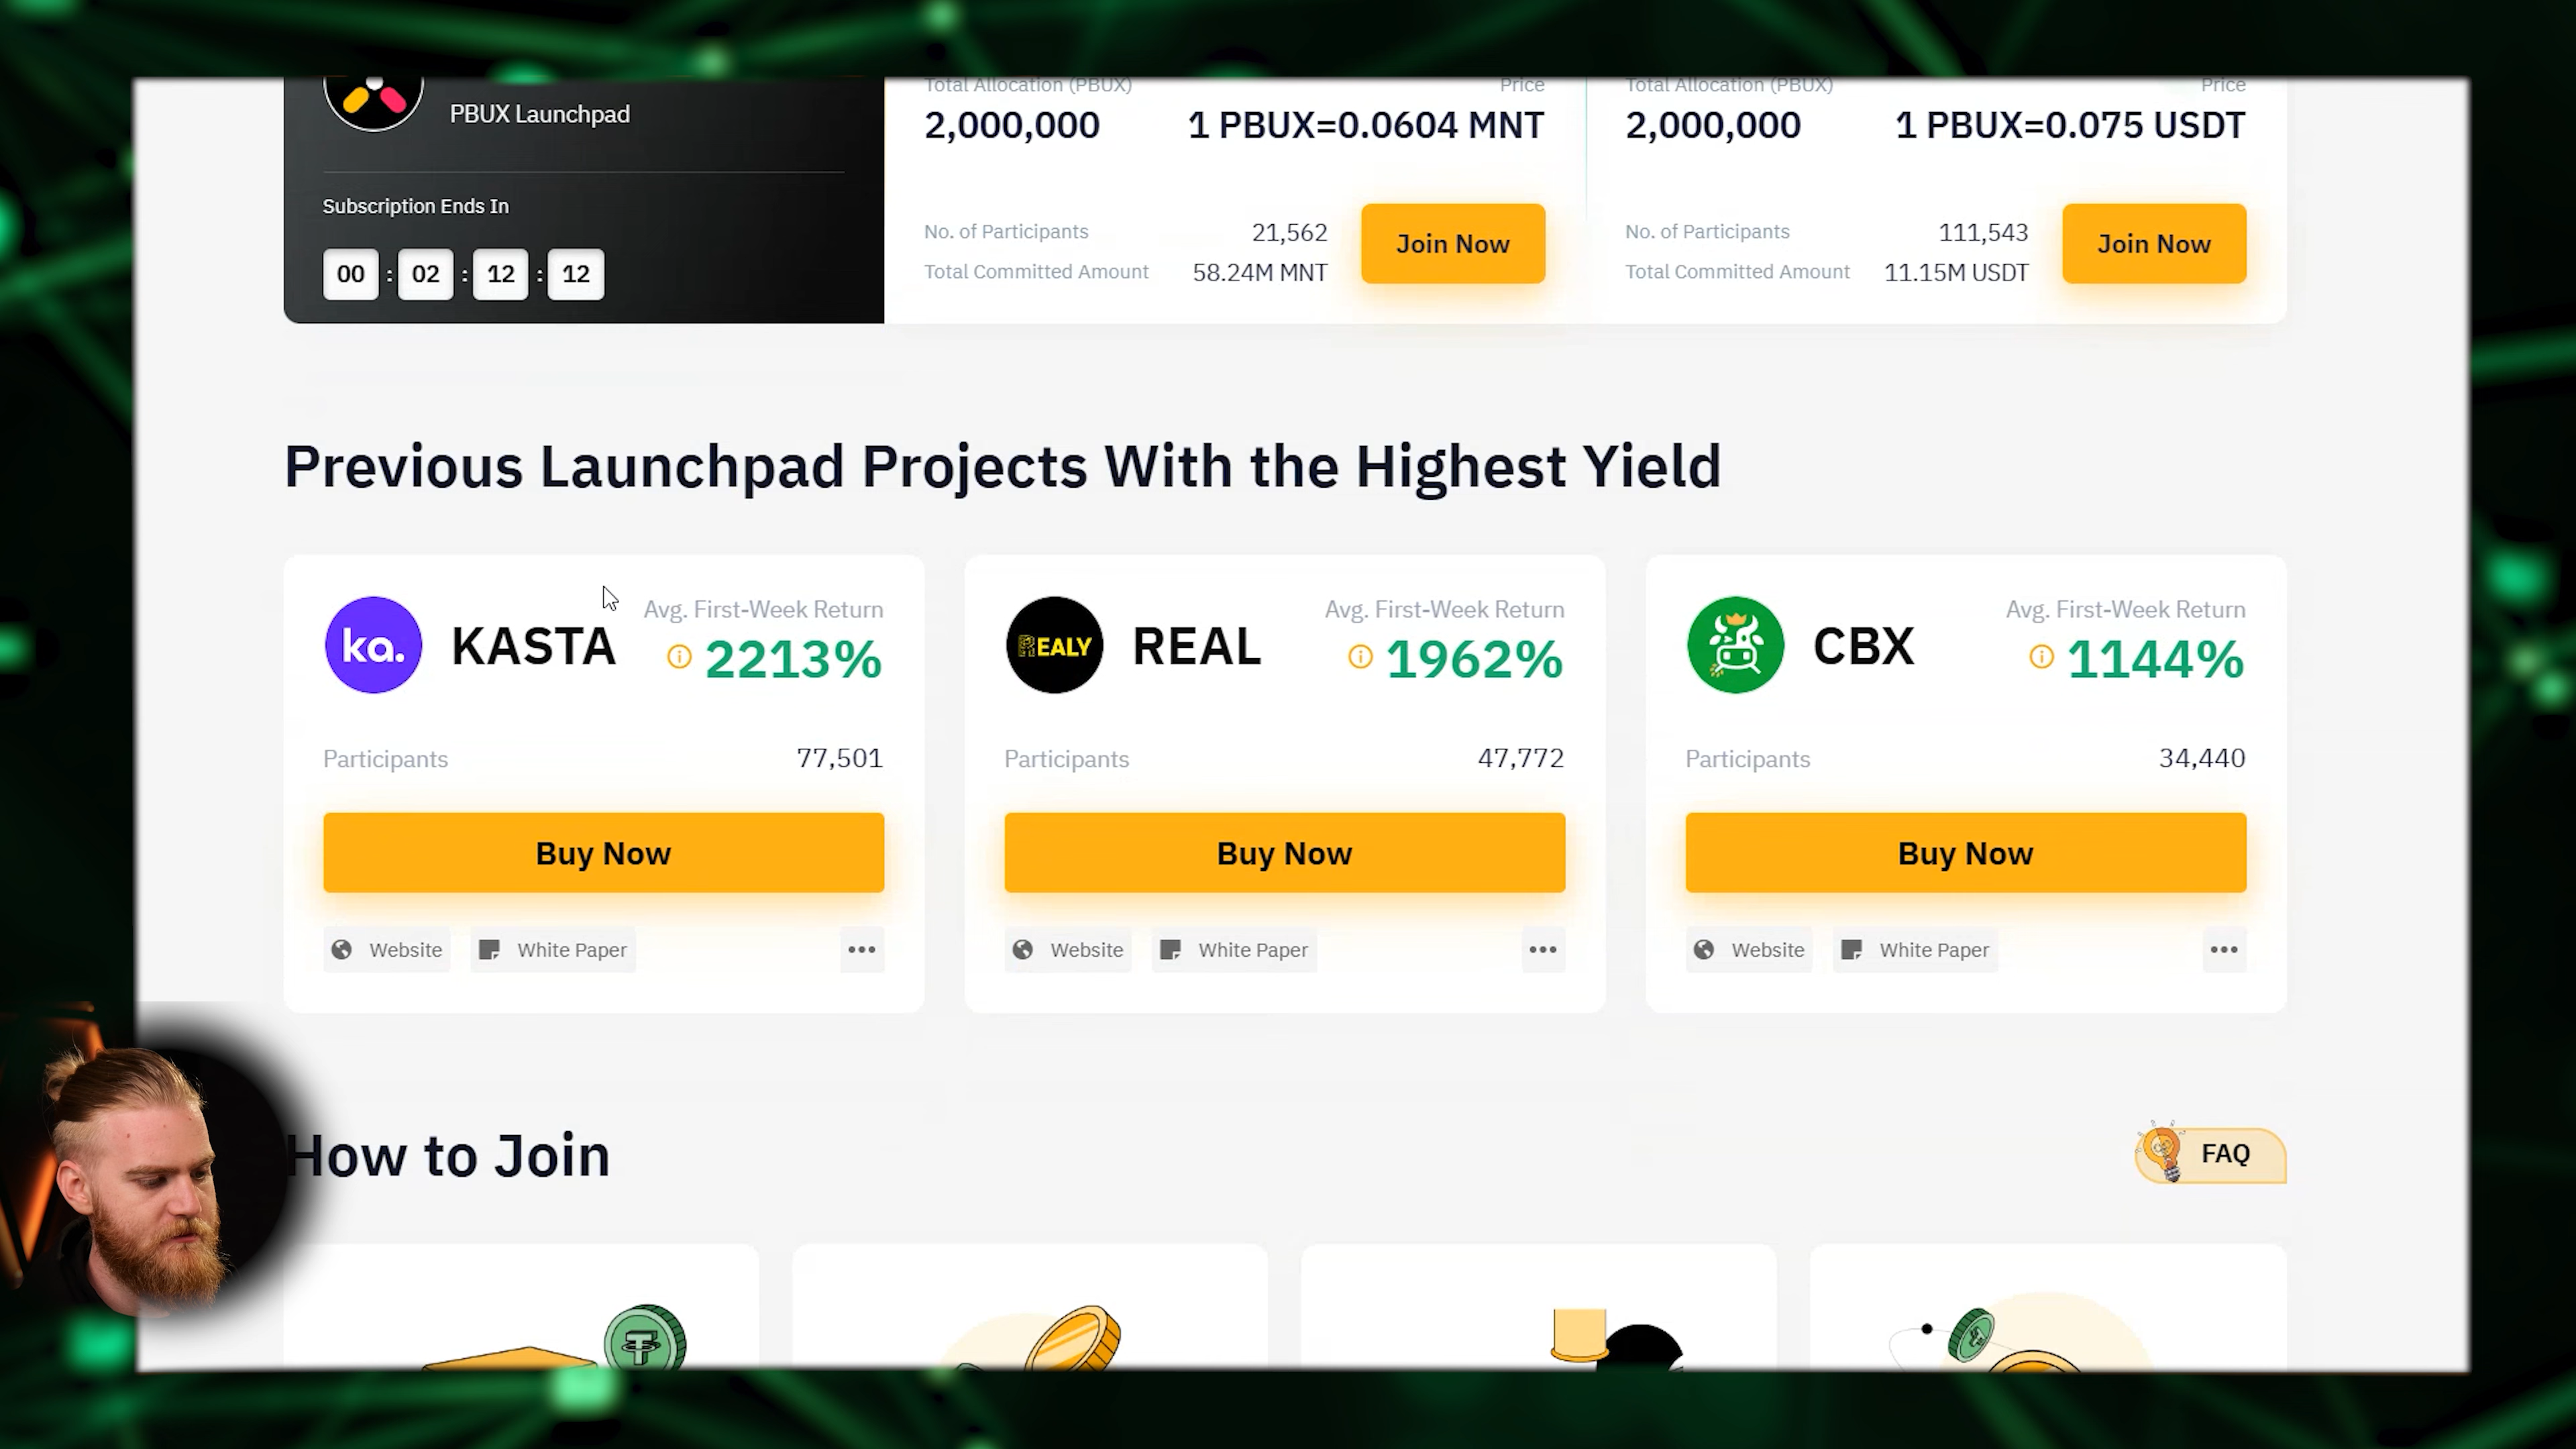 Total Allocation (PBUX) Price Total Allocation (PBUX) Price
PBUX Launchpad
2,000,000 1 PBUX=0.0604 MNT 2,000,000 1 PBUX=0.075 USDT
Subscription Ends In
00 : 02 : 12 : 12
No. of Participants 21,562 Join Now No. of Participants 111,543 Join Now
Total Committed Amount 58.24M MNT Total Committed Amount 11.15M USDT
Previous Launchpad Projects With the Highest Yield
ka. KASTA Avg. First-Week Return
2213%
REALY REAL Avg. First-Week Return
1962%
CBX Avg. First-Week Return
1144%
Participants 77,501 Participants 47,772 Participants 34,440
Buy Now Buy Now Buy Now
Website White Paper Website White Paper Website White Paper
How to Join FAQ